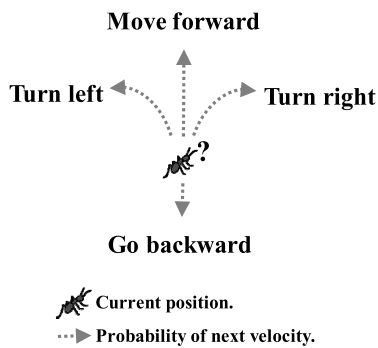 Move forward
Turn left
Turn right
?
Go backward
Current position.
Probability of next velocity.